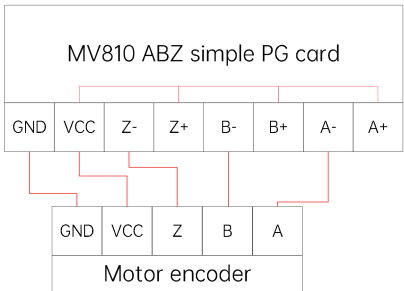 MV810 ABZ simple PG card
GND VCC Z- Z+ B- B+ A- A+
GND VCC Z B A
Motor encoder